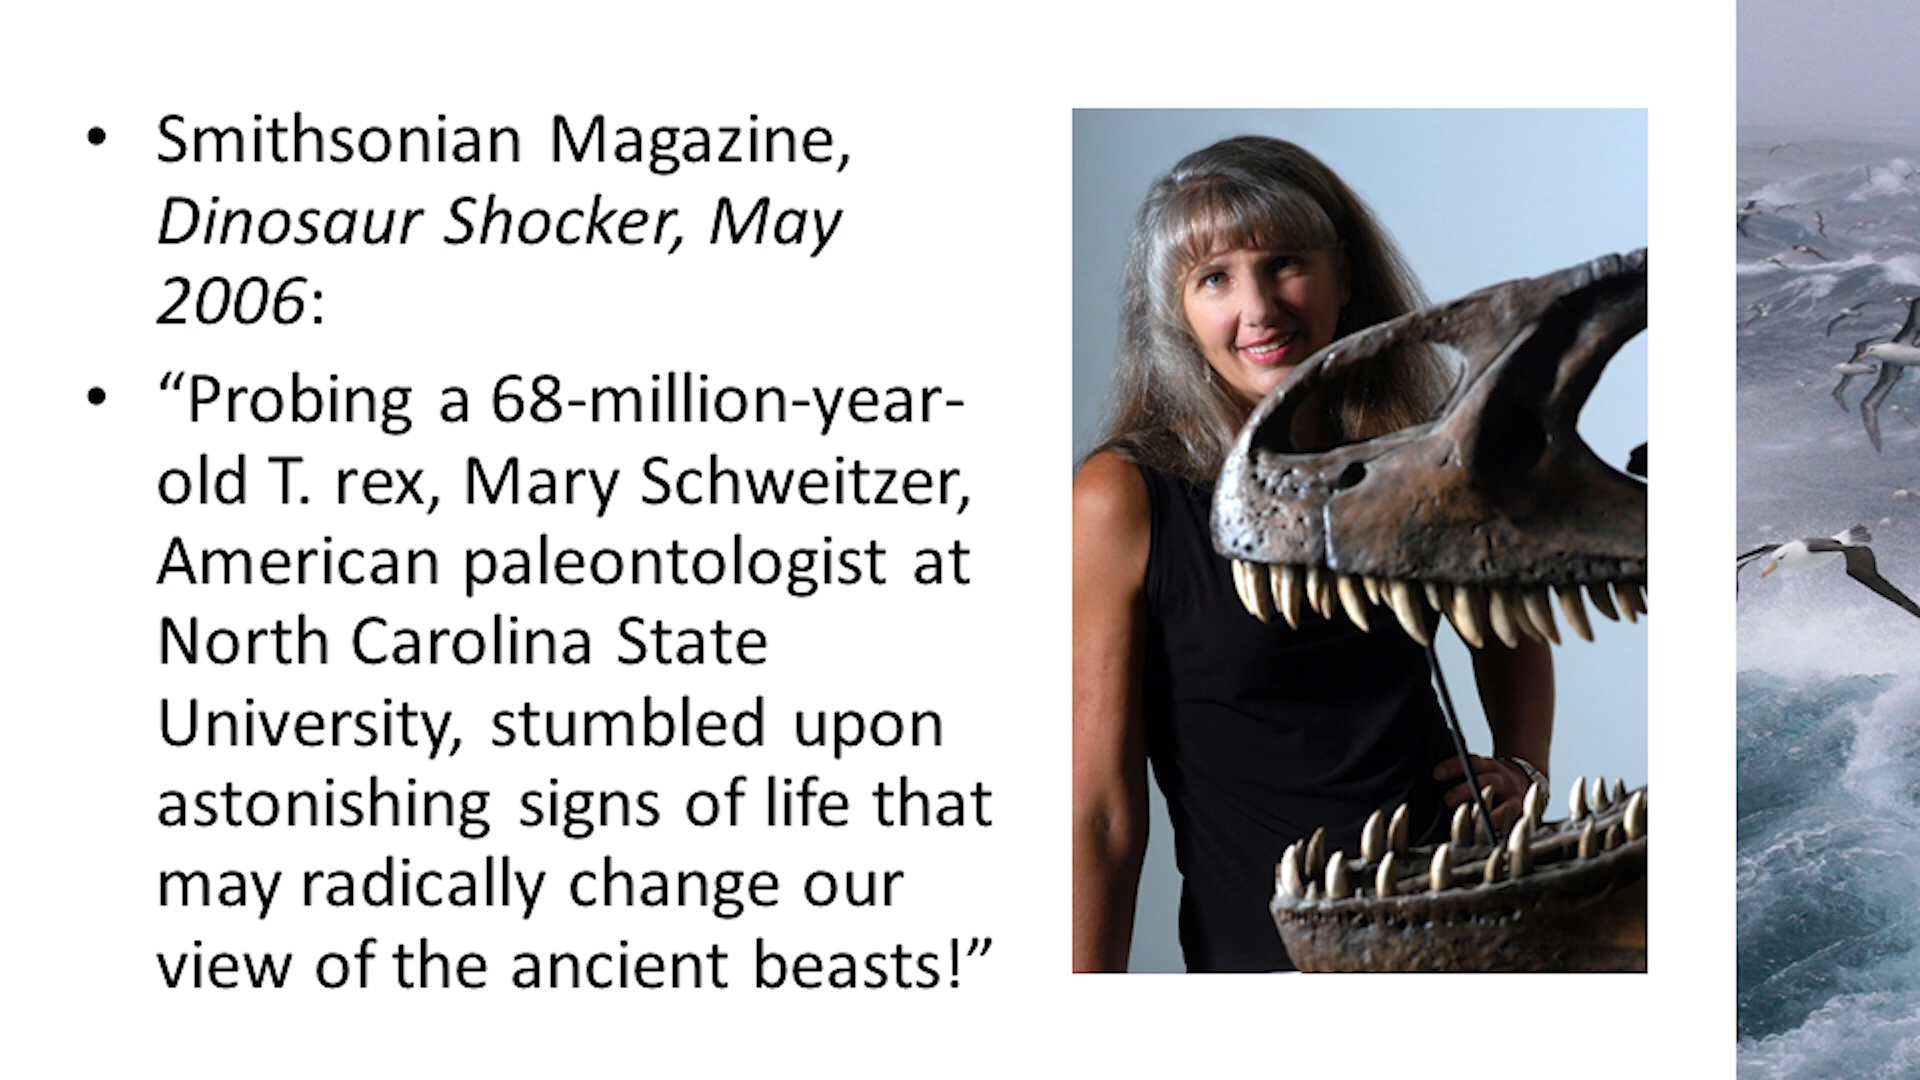 • Smithsonian Magazine,
Dinosaur Shocker, May
2006:
• “Probing a 68-million-year-
old T. rex, Mary Schweitzer,
American paleontologist at
North Carolina State
University, stumbled upon
astonishing signs of life that
may radically change our
view of the ancient beasts!”